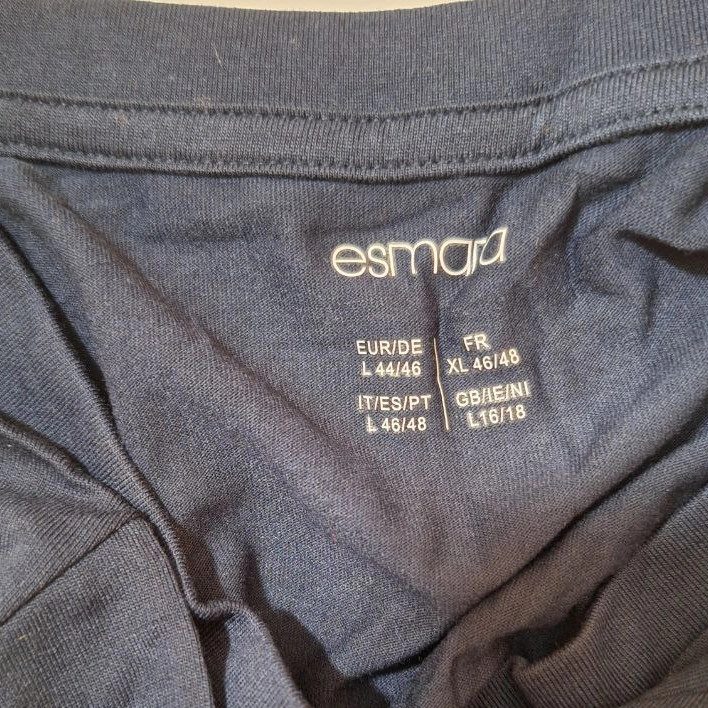 esmara
EUR/DE
L 44/46
FR
XL 46/48
IT/ES/PT
L 46/48
GB/IE/NI
L16/18